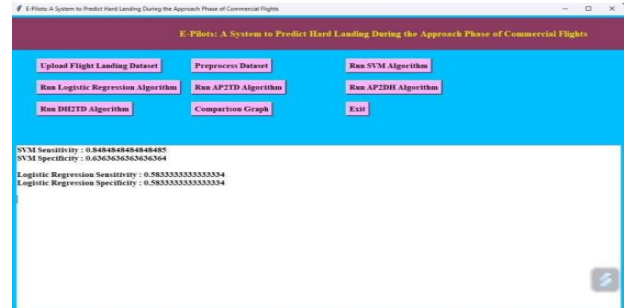 E-Pilots: A System to Predict Hard Landing During the Approach Phase of Commercial Flights
E-Pilots: A System to Predict Hard Landing During the Approach Phase of Commercial Flights
Upload Flight Landing Dataset Preprocess Dataset Run SVM Algorithm
Run Logistic Regression Algorithm Run AP2TD Algorithm Run AP2DH Algorithm
Run DH2TD Algorithm Comparison Graph Exit
SVM Sensitivity : 0.8484848484848485
SVM Specificity : 0.6363636363636364
Logistic Regression Sensitivity : 0.5833333333333334
Logistic Regression Specificity : 0.5833333333333334